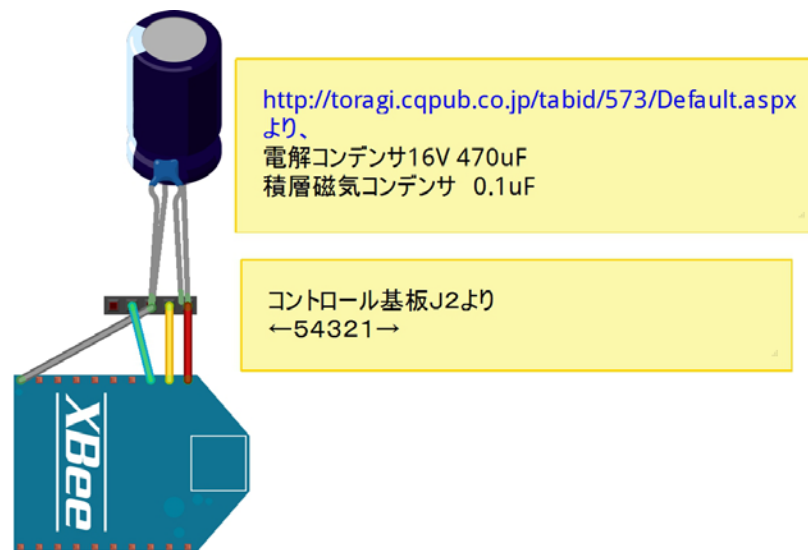 http://toragi.cqpub.co.jp/tabid/573/Default.aspx
より、
電解コンデンサ16V 470uF
積層磁気コンデンサ 0.1uF
コントロール基板J2より
←54321→
XBee